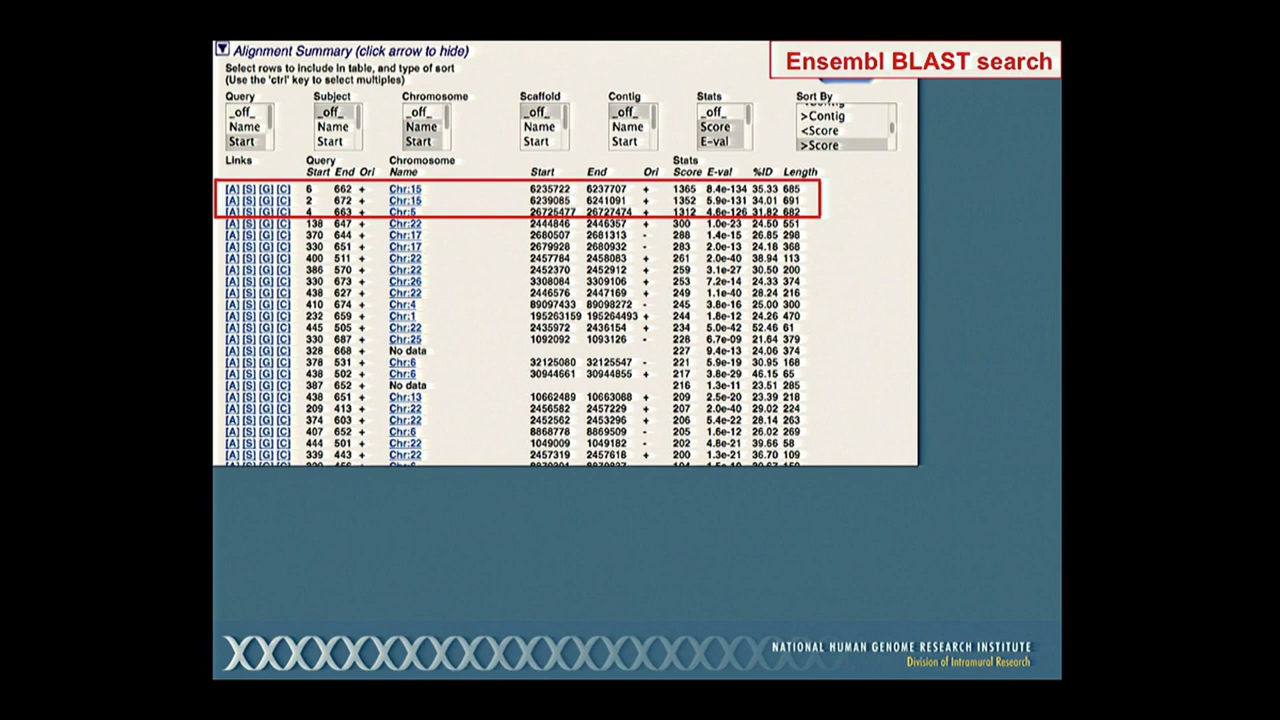 Alignment Summary (click arrow to hide)
Ensembl BLAST search
Select rows to include in table, and type of sort
(Use the 'ctrl' key to select multiples)
Query Subject Chromosome Scaffold Contig Stats Sort By
_off_ _off_ _off_ _off_ _off_ _off_ >Contig
Name Name Name Name Name Score <Score
Start Start Start Start Start E-val >Score
Links Query Chromosome Stats
Start End Ori Name Start End Ori Score E-val %ID Length
[A] [S] [G] [C] 6 662 + Chr:15 6235722 6237707 + 1365 8.4e-134 35.33 685
[A] [S] [G] [C] 2 672 + Chr:15 6239085 6241091 + 1352 5.9e-131 34.01 691
[A] [S] [G] [C] 4 663 + Chr:5 26725477 26727474 + 1312 4.6e-126 31.82 682
[A] [S] [G] [C] 138 647 + Chr:22 2444846 2446357 + 300 1.0e-23 24.50 551
[A] [S] [G] [C] 370 644 + Chr:17 2680507 2681313 - 288 1.4e-15 26.85 298
[A] [S] [G] [C] 330 651 + Chr:17 2679928 2680932 - 283 2.0e-13 24.18 368
[A] [S] [G] [C] 400 511 + Chr:22 2457784 2458083 + 261 2.0e-40 38.94 113
[A] [S] [G] [C] 386 570 + Chr:22 2452370 2452912 + 259 3.1e-27 30.50 200
[A] [S] [G] [C] 330 673 + Chr:26 3308084 3309106 + 253 7.2e-14 24.33 374
[A] [S] [G] [C] 438 627 + Chr:22 2446576 2447169 + 249 1.1e-40 28.24 216
[A] [S] [G] [C] 410 674 + Chr:4 89097433 89098272 - 245 3.8e-16 25.00 300
[A] [S] [G] [C] 232 659 + Chr:1 195263159 195264493 + 244 1.8e-12 24.26 470
[A] [S] [G] [C] 445 505 + Chr:22 2435972 2436154 + 234 5.0e-42 52.46 61
[A] [S] [G] [C] 330 687 + Chr:25 1092092 1093126 - 228 6.7e-09 21.64 379
[A] [S] [G] [C] 328 668 + No data 227 9.4e-13 24.06 374
[A] [S] [G] [C] 378 531 + Chr:6 32125080 32125547 - 221 5.9e-19 30.95 168
[A] [S] [G] [C] 438 502 + Chr:6 30944661 30944855 + 217 3.8e-29 46.15 65
[A] [S] [G] [C] 387 652 + No data 216 1.3e-11 23.51 285
[A] [S] [G] [C] 438 651 + Chr:13 10662489 10663088 + 209 2.5e-20 23.39 218
[A] [S] [G] [C] 209 413 + Chr:22 2456582 2457229 + 207 2.0e-40 29.02 224
[A] [S] [G] [C] 374 603 + Chr:22 2452562 2453296 + 206 5.4e-22 28.14 263
[A] [S] [G] [C] 407 652 + Chr:6 8868778 8869509 - 205 1.6e-12 26.02 269
[A] [S] [G] [C] 444 501 + Chr:22 1049009 1049182 - 202 4.8e-21 39.66 58
[A] [S] [G] [C] 339 443 + Chr:22 2457319 2457618 + 200 1.3e-21 36.70 109
NATIONAL HUMAN GENOME RESEARCH INSTITUTE
Division of Intramural Research